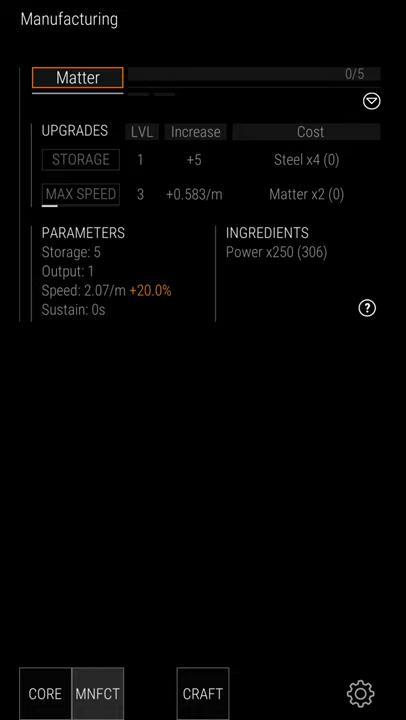 Manufacturing
Matter 0/5
UPGRADES LVL Increase Cost
STORAGE 1 +5 Steel x4 (0)
MAX SPEED 3 +0.583/m Matter x2 (0)
PARAMETERS
Storage: 5
Output: 1
Speed: 2.07/m +20.0%
Sustain: 0s
INGREDIENTS
Power x250 (306)
?
CORE MNFCT CRAFT